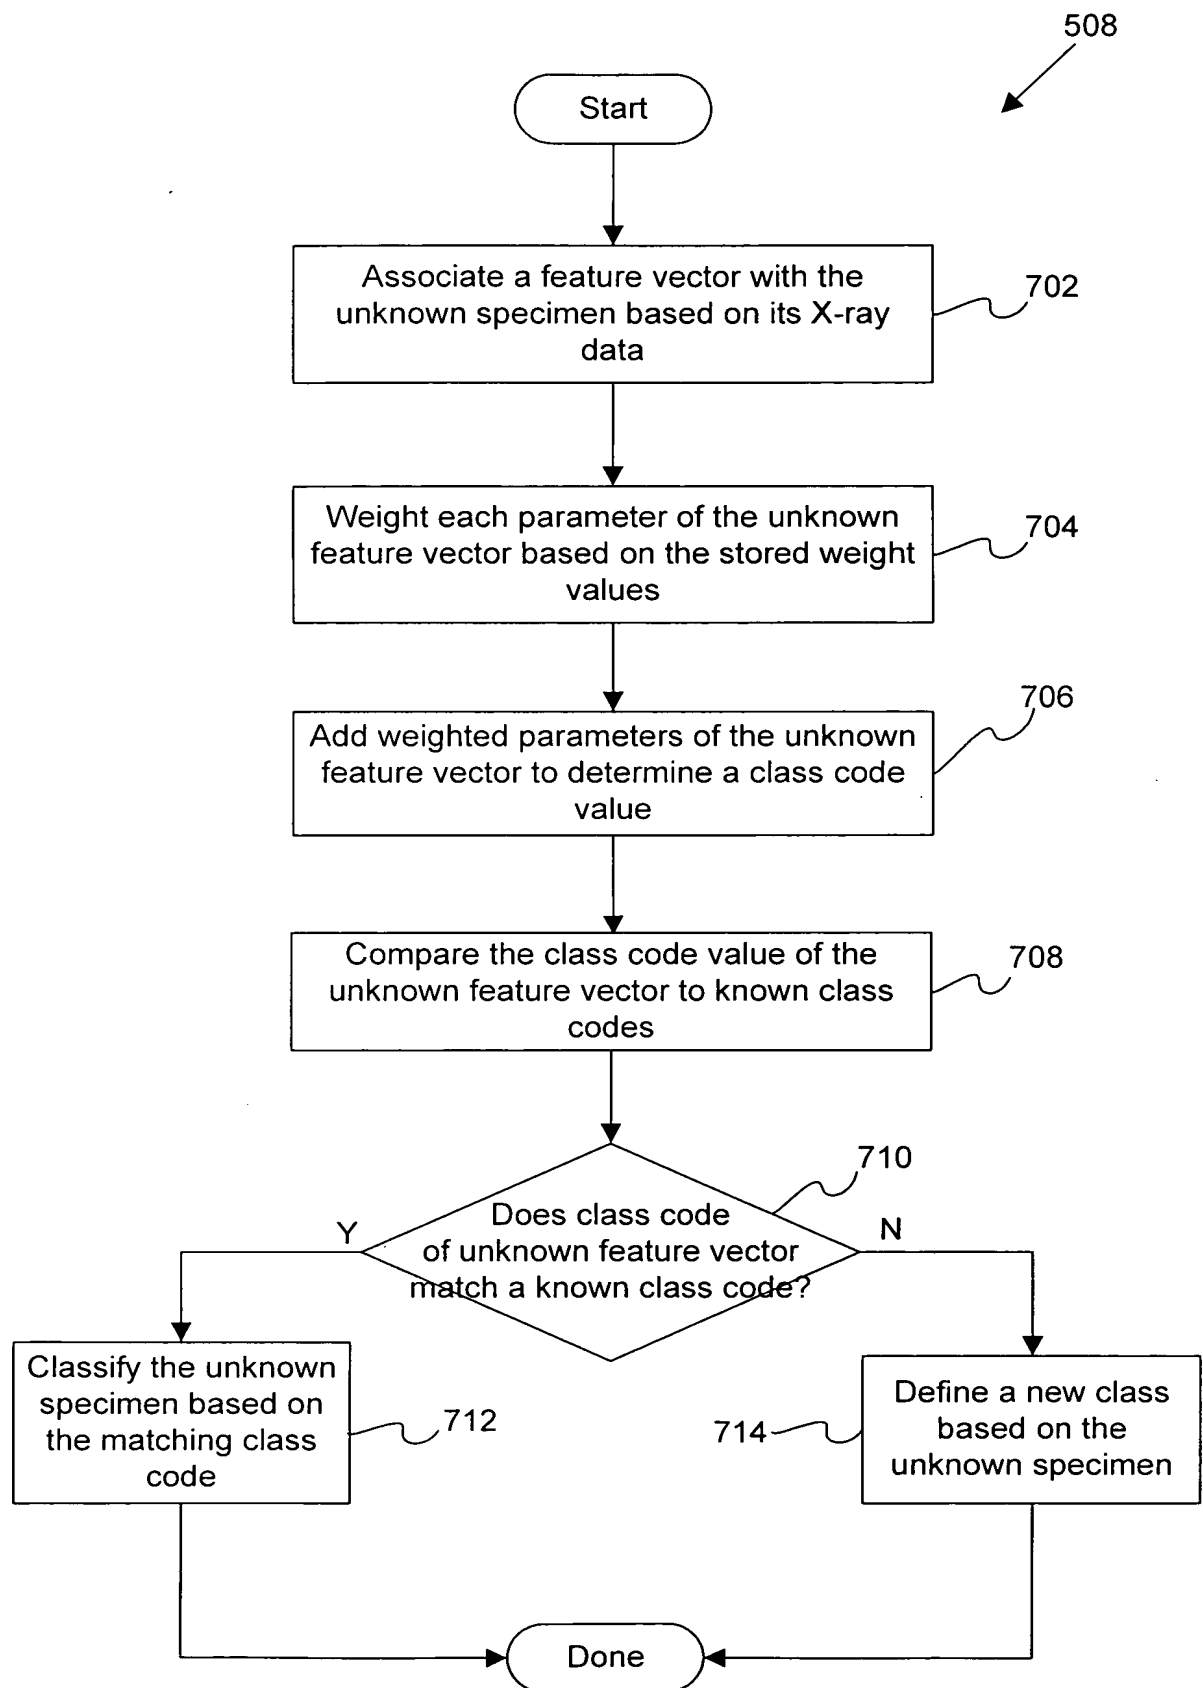 508
Start
Associate a feature vector with the
unknown specimen based on its X-ray
data
702
Weight each parameter of the unknown
feature vector based on the stored weight
values
704
706
Add weighted parameters of the unknown
feature vector to determine a class code
value
Compare the class code value of the
unknown feature vector to known class
codes
708
710
Y
Does class code
of unknown feature vector
match a known class code?
N
Classify the unknown
specimen based on
the matching class
code
712
714
Define a new class
based on the
unknown specimen
Done